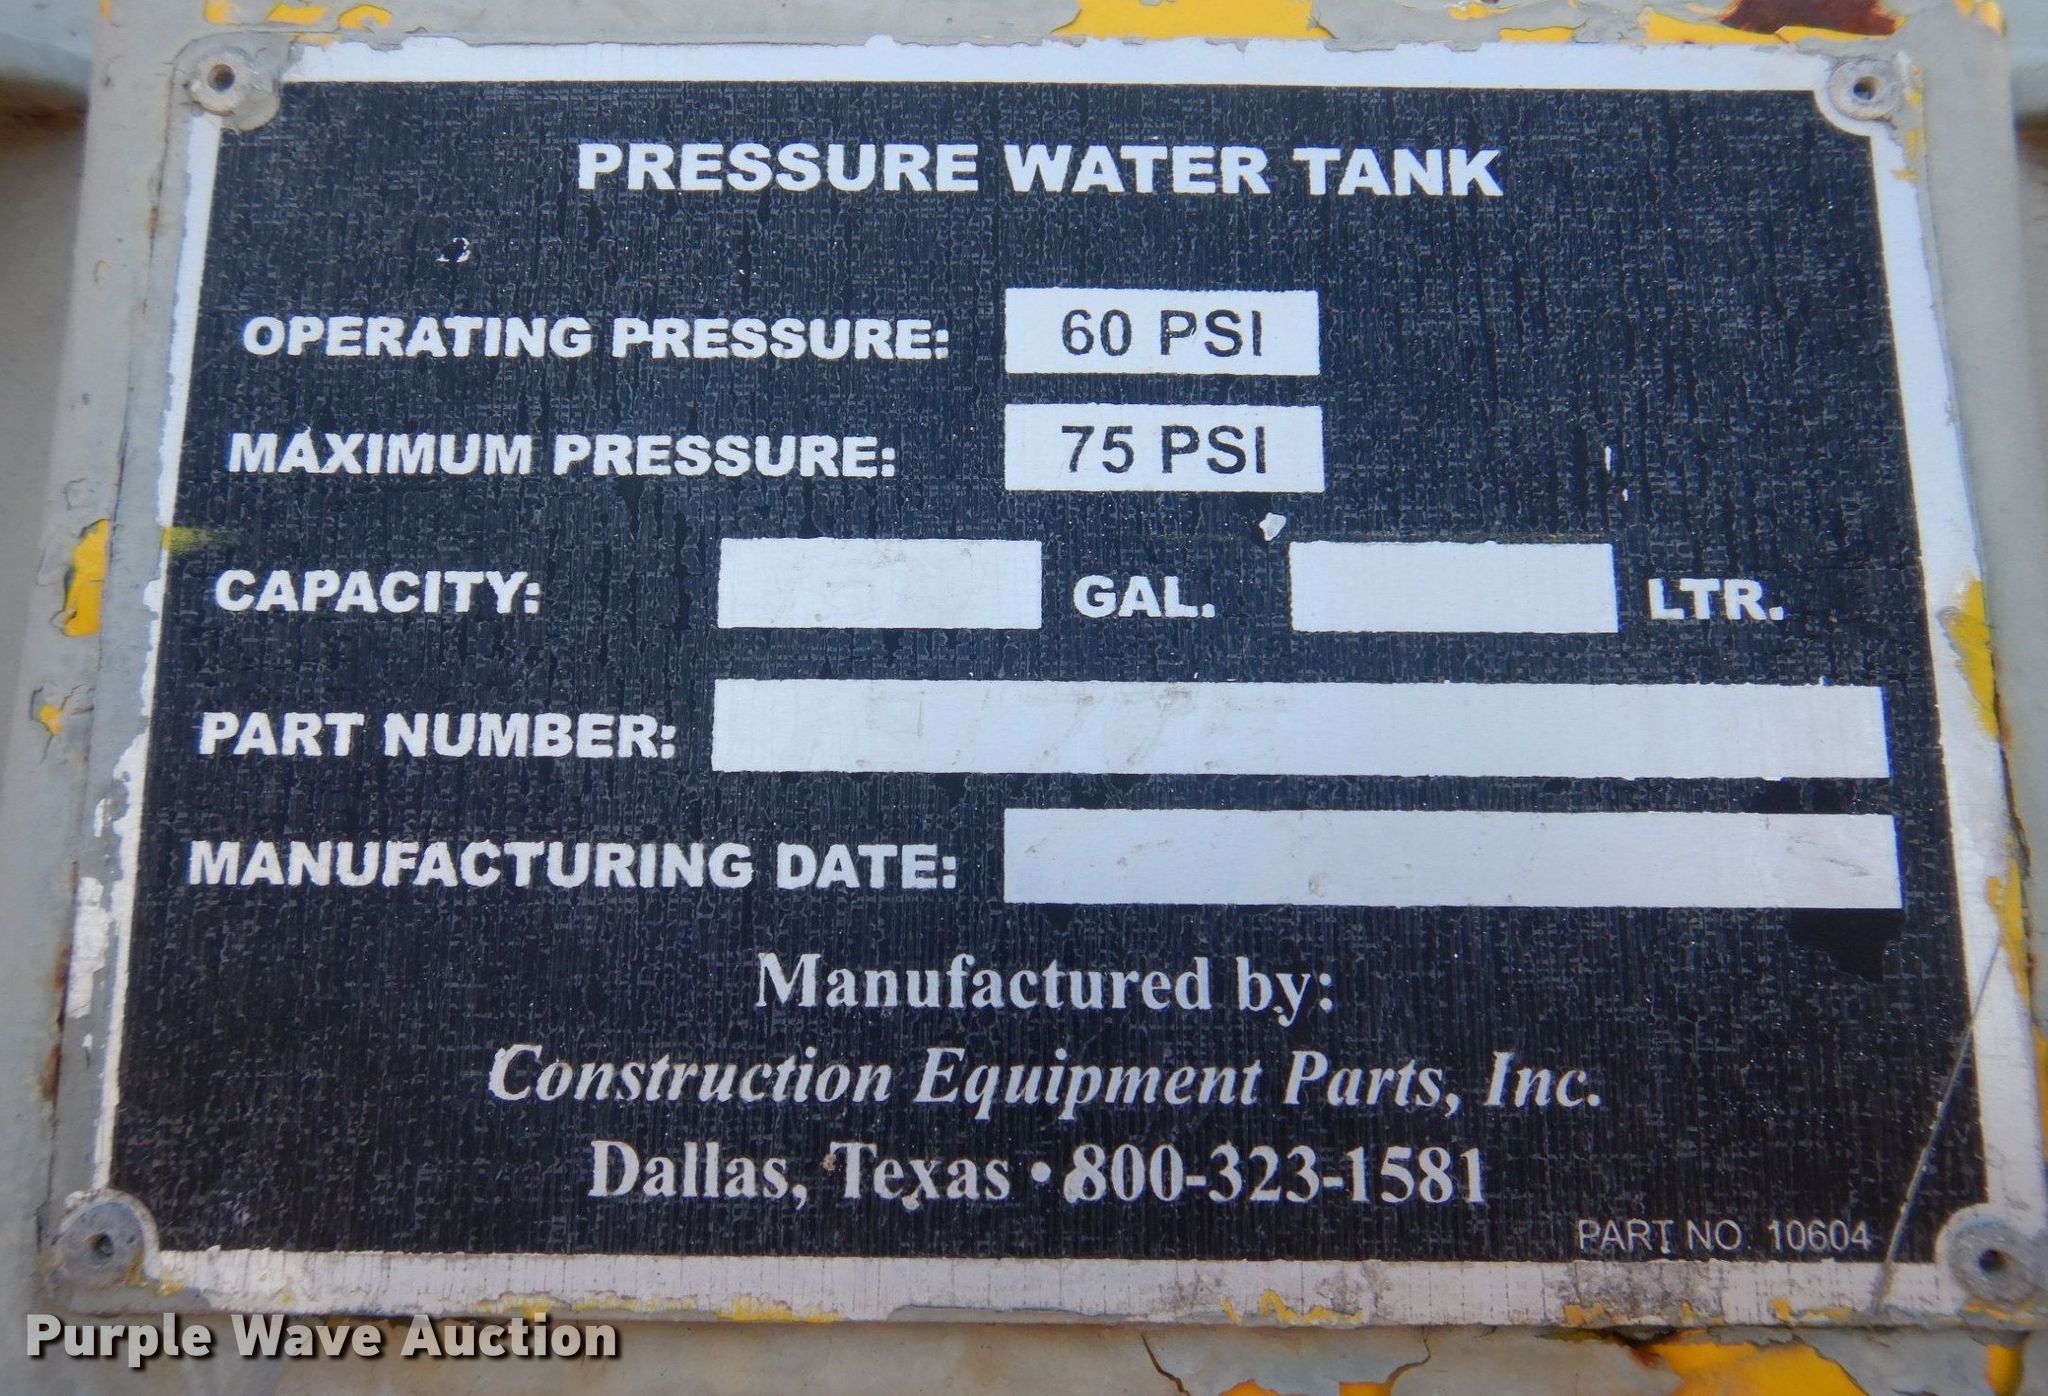 PRESSURE WATER TANK
OPERATING PRESSURE: 60 PSI
MAXIMUM PRESSURE: 75 PSI
CAPACITY: GAL. LTR.
PART NUMBER:
MANUFACTURING DATE:
Manufactured by:
Construction Equipment Parts, Inc.
Dallas, Texas • 800-323-1581
PART NO. 10604
Purple Wave Auction